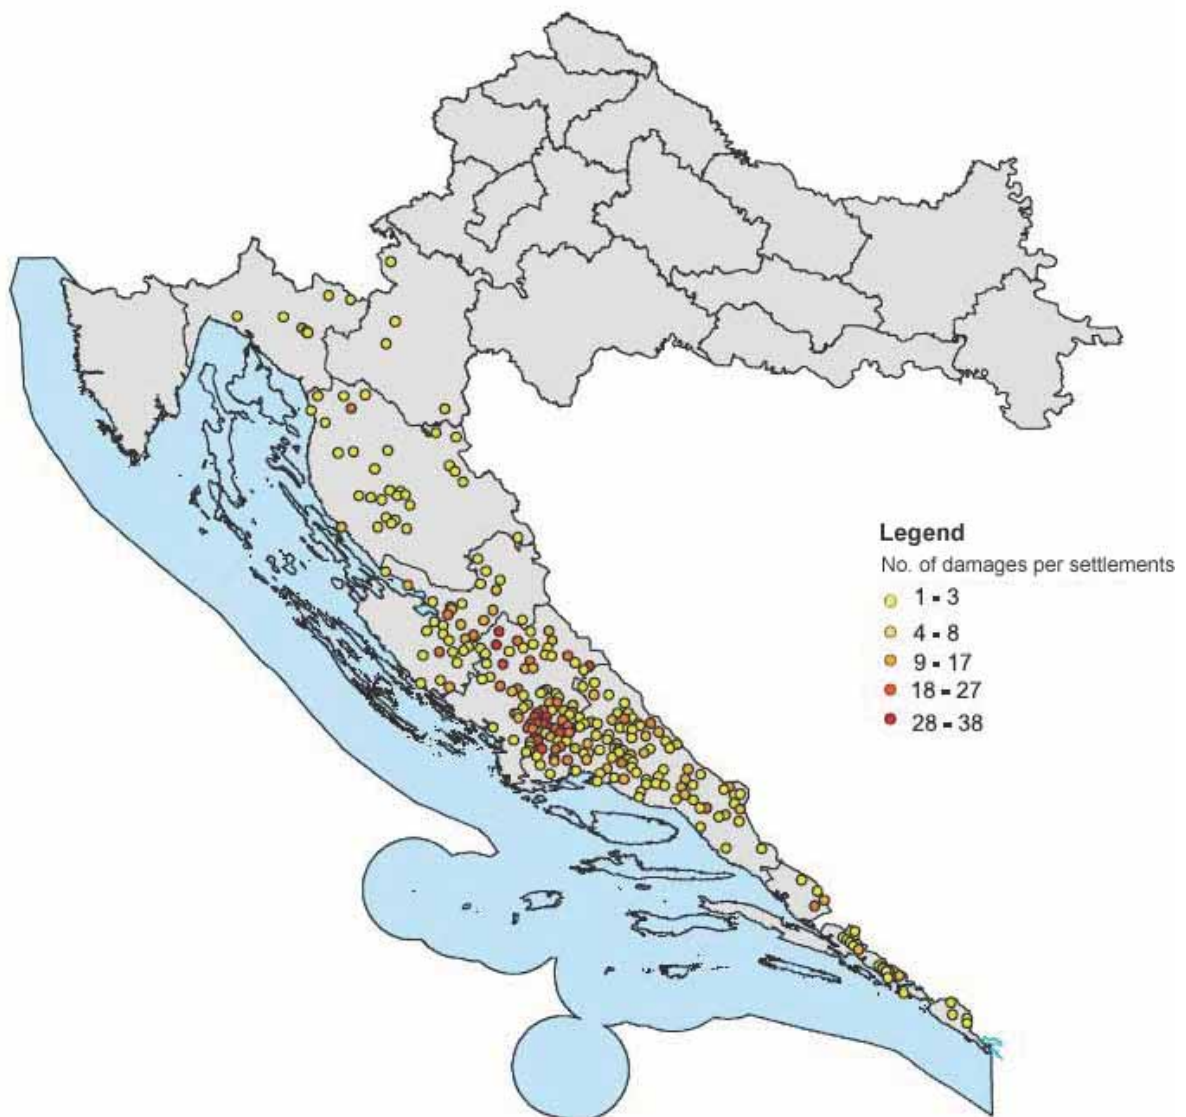 Legend
No. of damages per settlements
1 - 3
4 - 8
9 - 17
18 - 27
28 - 38